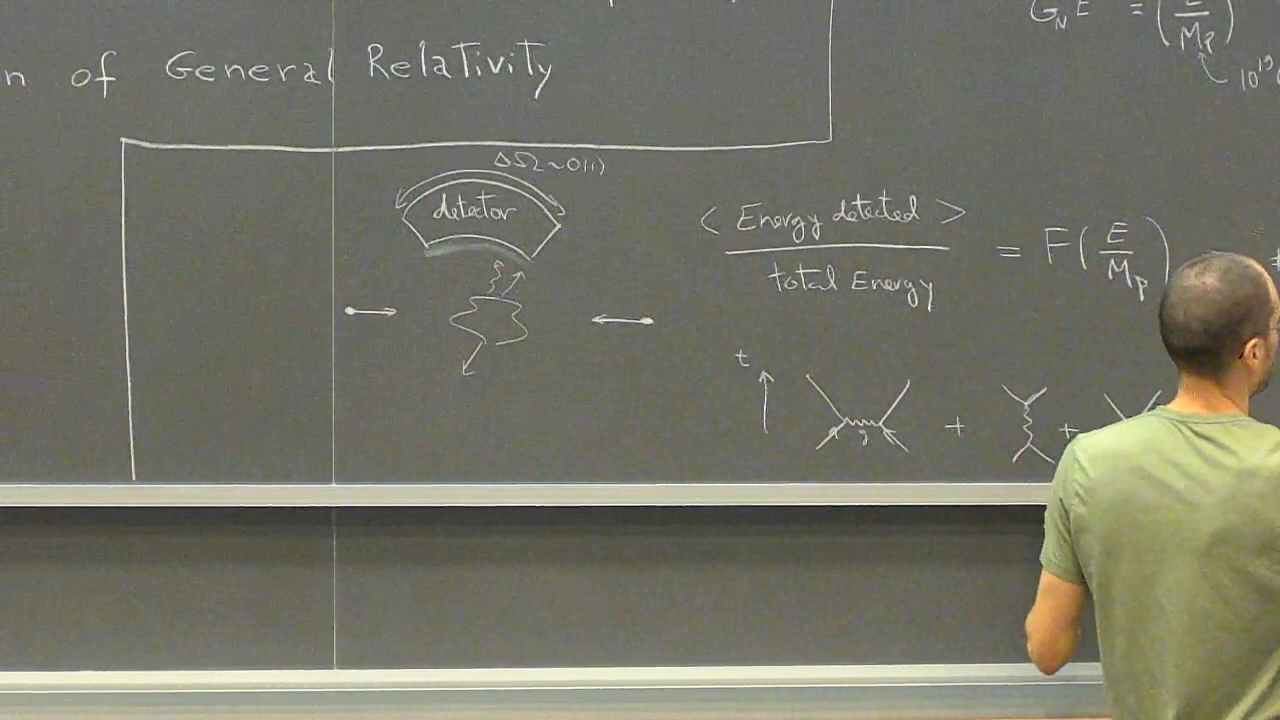 G_N E = (E/M_P)
10^19
n of General Relativity
ΔΩ~O(1)
detector
< Energy detected > / total Energy = F(E/M_P)
t
g
+ +